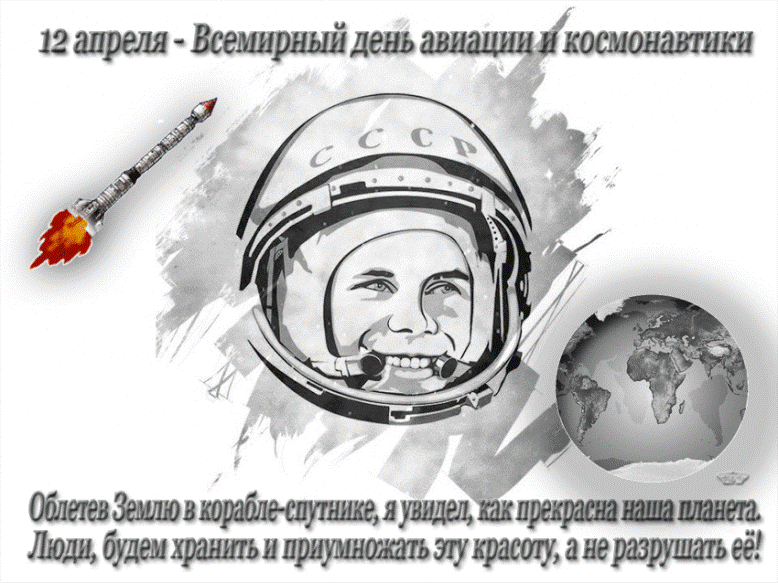 12 апреля - Всемирный день авиации и космонавтики
СССР
Облетев Землю в корабле-спутнике, я увидел, как прекрасна наша планета.
Люди, будем хранить и приумножать эту красоту, а не разрушать её!